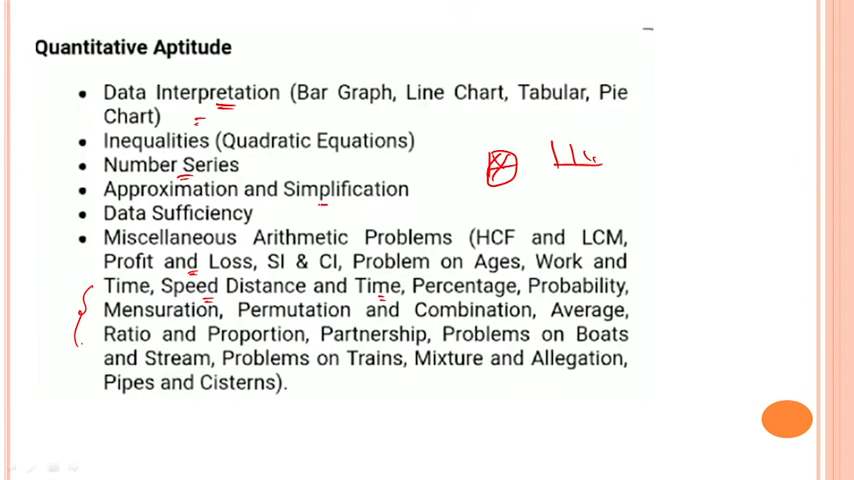 Quantitative Aptitude
• Data Interpretation (Bar Graph, Line Chart, Tabular, Pie
Chart)
• Inequalities (Quadratic Equations)
• Number Series
• Approximation and Simplification
• Data Sufficiency
• Miscellaneous Arithmetic Problems (HCF and LCM,
Profit and Loss, SI & CI, Problem on Ages, Work and
Time, Speed Distance and Time, Percentage, Probability,
Mensuration, Permutation and Combination, Average,
Ratio and Proportion, Partnership, Problems on Boats
and Stream, Problems on Trains, Mixture and Allegation,
Pipes and Cisterns).